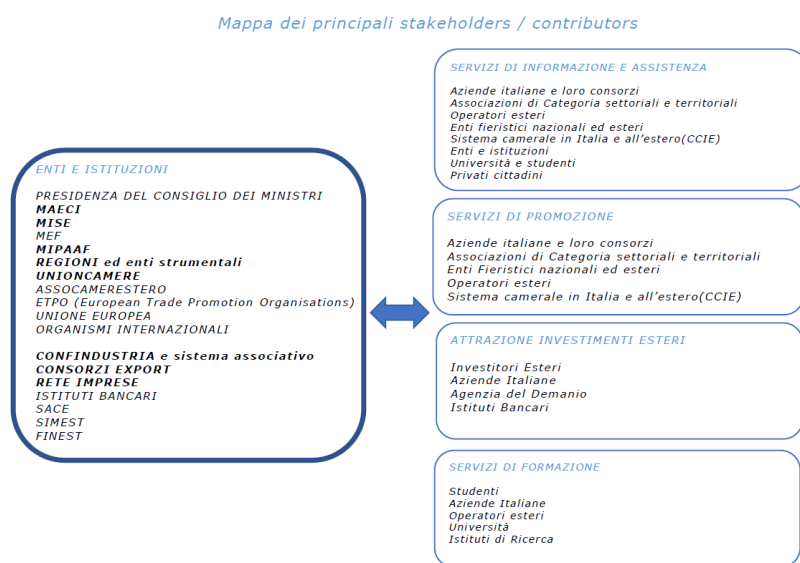 Mappa dei principali stakeholders / contributors
ENTI E ISTITUZIONI
PRESIDENZA DEL CONSIGLIO DEI MINISTRI
MAECI
MISE
MEF
MIPAAF
REGIONI ed enti strumentali
UNIONCAMERE
ASSOCAMERESTERO
ETPO (European Trade Promotion Organisations)
UNIONE EUROPEA
ORGANISMI INTERNAZIONALI
CONFINDUSTRIA e sistema associativo
CONSORZI EXPORT
RETE IMPRESE
ISTITUTI BANCARI
SACE
SIMEST
FINEST
SERVIZI DI INFORMAZIONE E ASSISTENZA
Aziende italiane e loro consorzi
Associazioni di Categoria settoriali e territoriali
Operatori esteri
Enti fieristici nazionali ed esteri
Sistema camerale in Italia e all'estero(CCIE)
Enti e istituzioni
Università e studenti
Privati cittadini
SERVIZI DI PROMOZIONE
Aziende italiane e loro consorzi
Associazioni di Categoria settoriali e territoriali
Enti Fieristici nazionali ed esteri
Operatori esteri
Sistema camerale in Italia e all'estero(CCIE)
ATTRAZIONE INVESTIMENTI ESTERI
Investitori Esteri
Aziende Italiane
Agenzia del Demanio
Istituti Bancari
SERVIZI DI FORMAZIONE
Studenti
Aziende Italiane
Operatori esteri
Università
Istituti di Ricerca